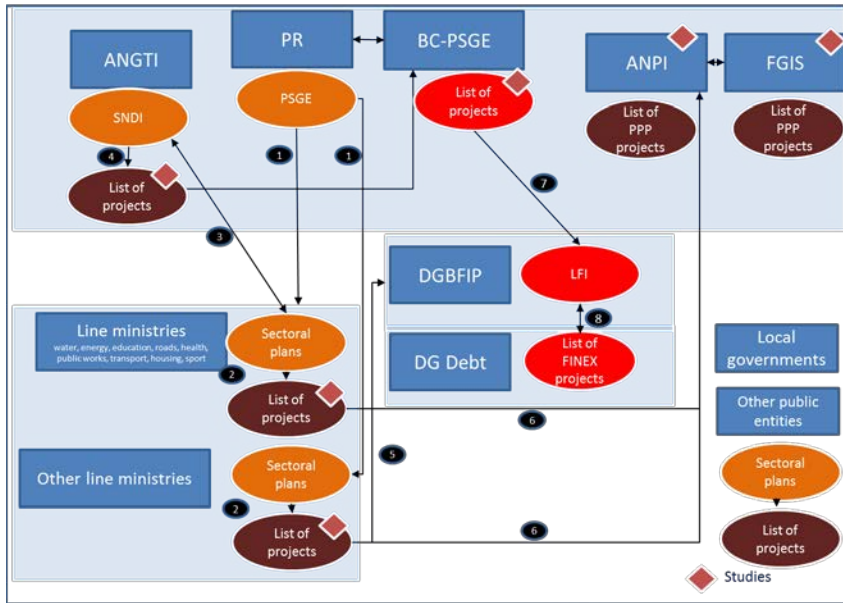 ANGTI
PR
BC-PSGE
ANPI
FGIS
SNDI
PSGE
List of
projects
List of
PPP
projects
List of
PPP
projects
4
1
1
List of
projects
7
3
DGBFIP
LFI
8
Line ministries
water, energy, education, roads, health,
public works, transport, housing, sport
Sectoral
plans
DG Debt
List of
FINEX
projects
Local
governments
2
List of
projects
6
Other public
entities
5
Other line ministries
Sectoral
plans
Sectoral
plans
2
List of
projects
6
List of
projects
Studies